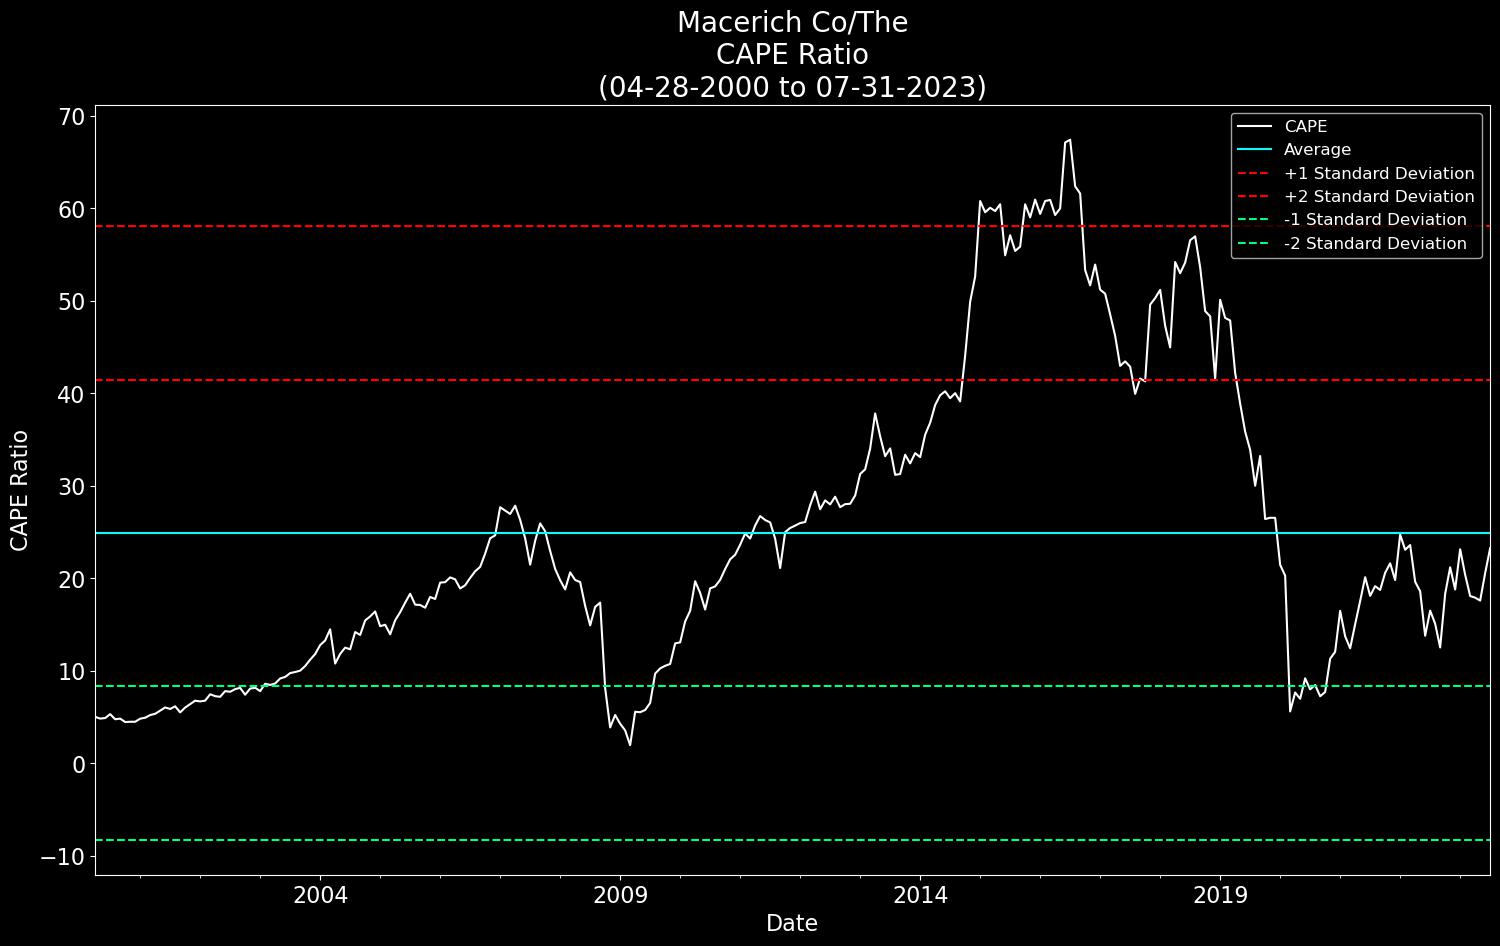 Macerich Co/The
CAPE Ratio
(04-28-2000 to 07-31-2023)
70
60
50
40
30
20
10
0
−10
CAPE Ratio
CAPE
Average
+1 Standard Deviation
+2 Standard Deviation
-1 Standard Deviation
-2 Standard Deviation
2004 2009 2014 2019
Date